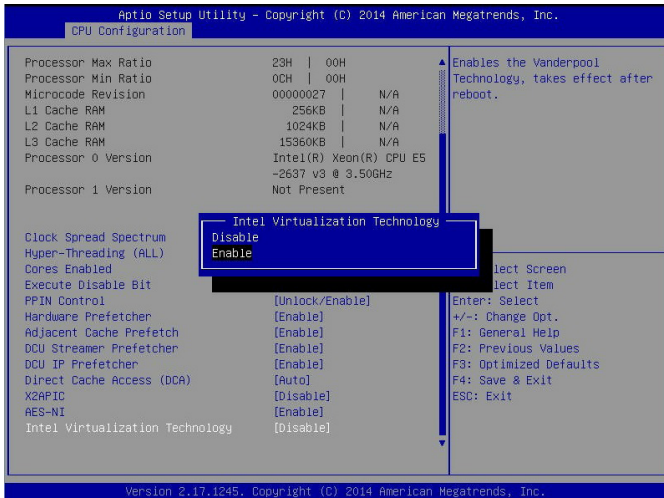 Aptio Setup Utility – Copyright (C) 2014 American Megatrends, Inc.
CPU Configuration
Processor Max Ratio 23H | 00H
Processor Min Ratio 0CH | 00H
Microcode Revision 00000027 | N/A
L1 Cache RAM 256KB | N/A
L2 Cache RAM 1024KB | N/A
L3 Cache RAM 15360KB | N/A
Processor 0 Version Intel(R) Xeon(R) CPU E5
-2637 v3 @ 3.50GHz
Processor 1 Version Not Present
Clock Spread Spectrum
Hyper-Threading (ALL)
Cores Enabled
Execute Disable Bit
PPIN Control [Unlock/Enable]
Hardware Prefetcher [Enable]
Adjacent Cache Prefetch [Enable]
DCU Streamer Prefetcher [Enable]
DCU IP Prefetcher [Enable]
Direct Cache Access (DCA) [Auto]
X2APIC [Disable]
AES-NI [Enable]
Intel Virtualization Technology [Disable]
Intel Virtualization Technology
Disable
Enable
Enables the Vanderpool
Technology, takes effect after
reboot.
lect Screen
lect Item
Enter: Select
+/-: Change Opt.
F1: General Help
F2: Previous Values
F3: Optimized Defaults
F4: Save & Exit
ESC: Exit
Version 2.17.1245. Copyright (C) 2014 American Megatrends, Inc.